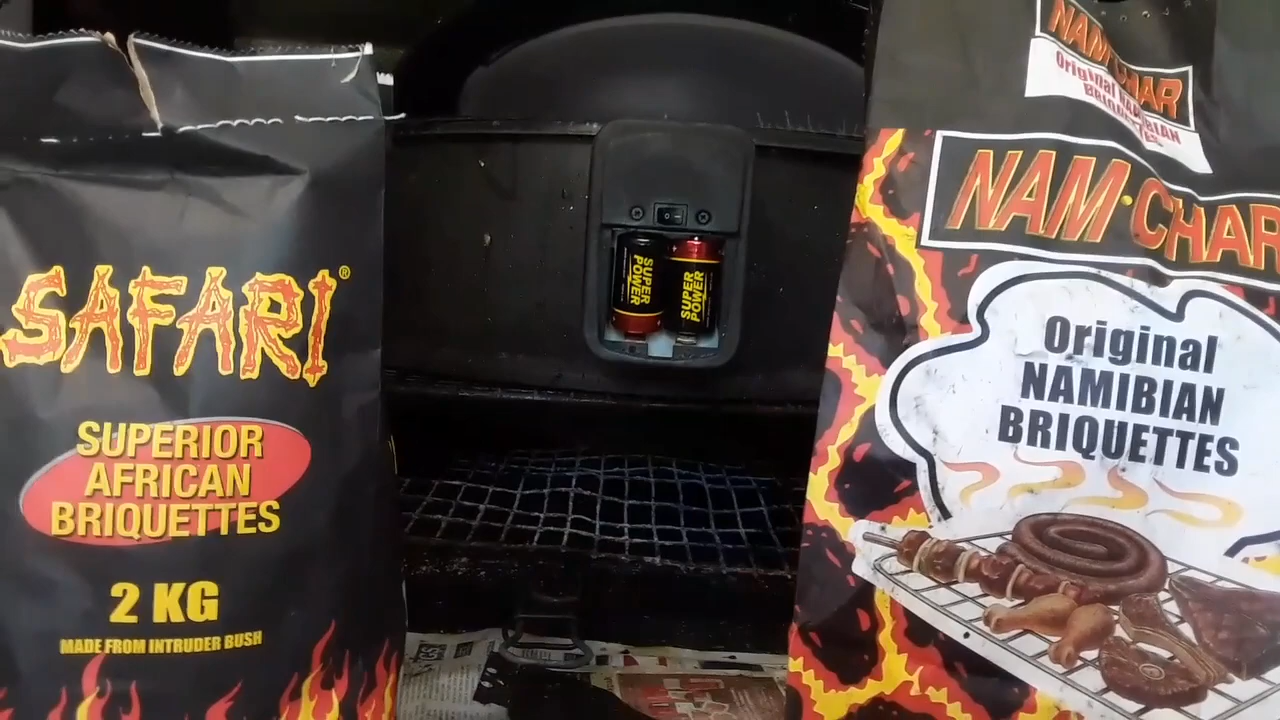 SAFARI®
SUPERIOR
AFRICAN
BRIQUETTES
2 KG
MADE FROM INTRUDER BUSH
SUPER
POWER
SUPER
POWER
NAM·CHAR
Original NAMIBIAN
BRIQUETTES
NAM·CHAR
Original
NAMIBIAN
BRIQUETTES